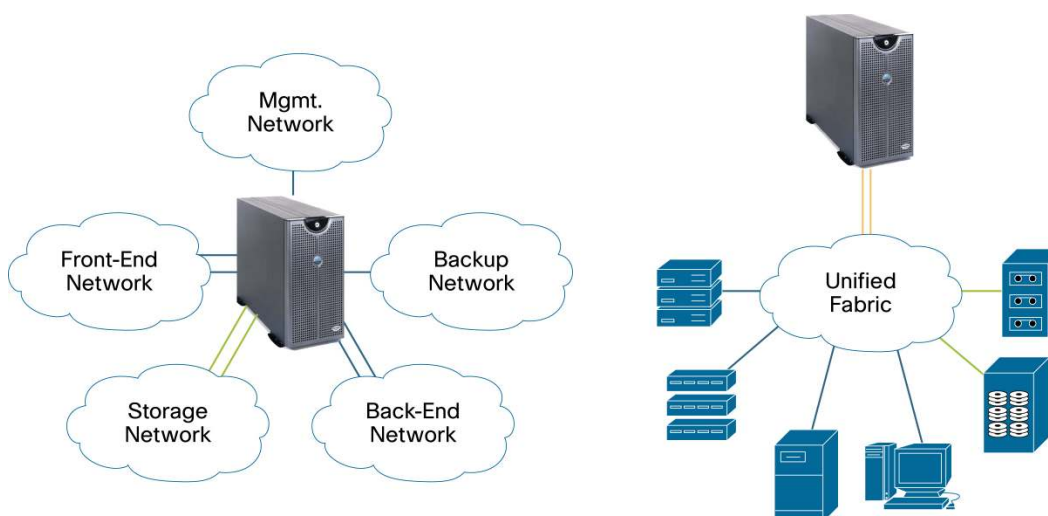 Mgmt.
Network
Front-End
Network
Backup
Network
Storage
Network
Back-End
Network
Unified
Fabric